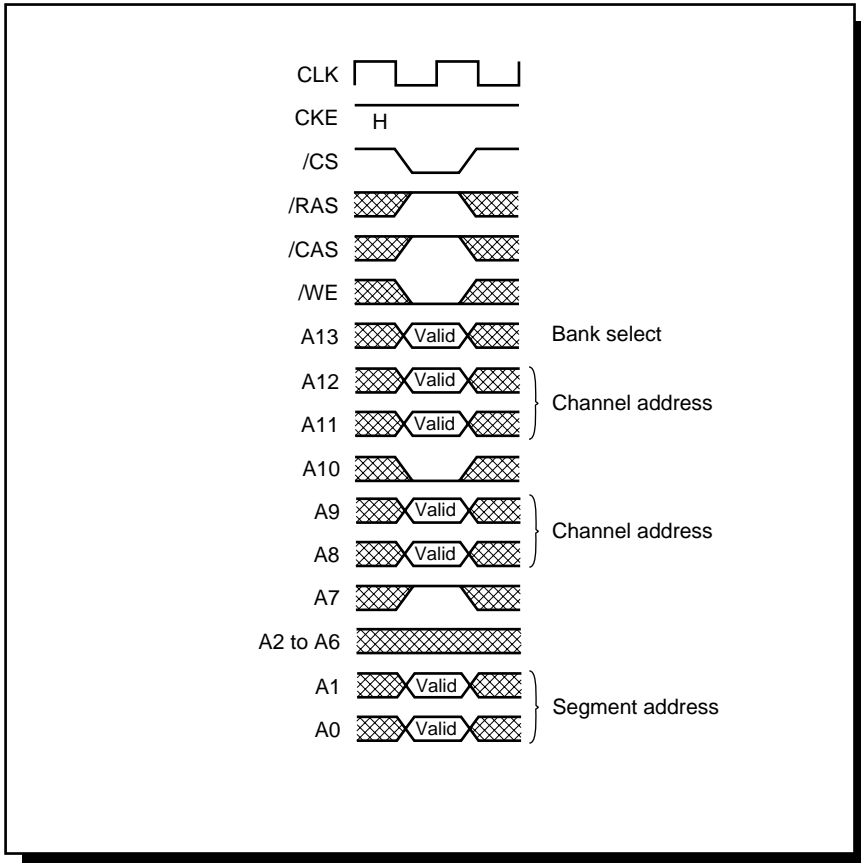 CLK
CKE
H
/CS
/RAS
/CAS
/WE
A13 Valid Bank select
A12 Valid
Channel address
A11 Valid
A10
A9 Valid
Channel address
A8 Valid
A7
A2 to A6
A1 Valid
Segment address
A0 Valid